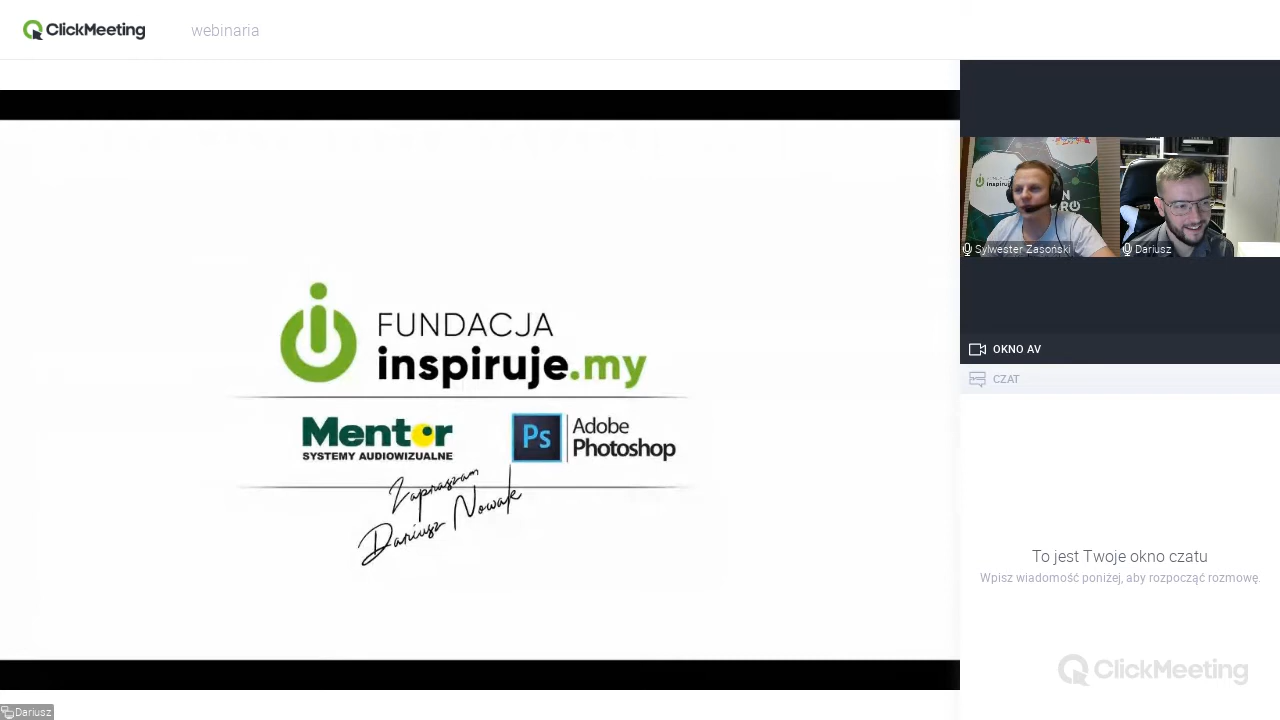 ClickMeeting
webinaria
FUNDACJA
inspiruje.my
Mentor
SYSTEMY AUDIOWIZUALNE
Ps
Adobe
Photoshop
Zapraszam
Dariusz Nowak
Dariusz
Sylwester Zasoński
Dariusz
OKNO AV
CZAT
To jest Twoje okno czatu
Wpisz wiadomość poniżej, aby rozpocząć rozmowę.
ClickMeeting